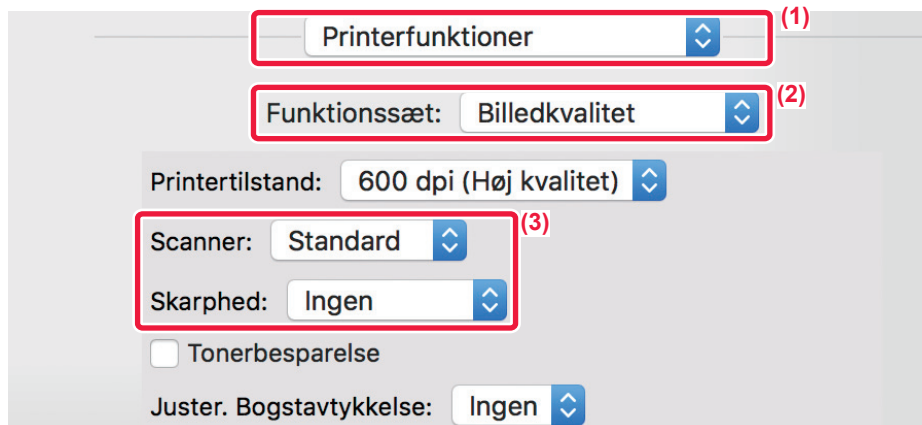 Printerfunktioner (1)
Funktionssæt: Billedkvalitet (2)
Printertilstand: 600 dpi (Høj kvalitet)
Scanner: Standard (3)
Skarphed: Ingen
Tonerbesparelse
Juster. Bogstavtykkelse: Ingen